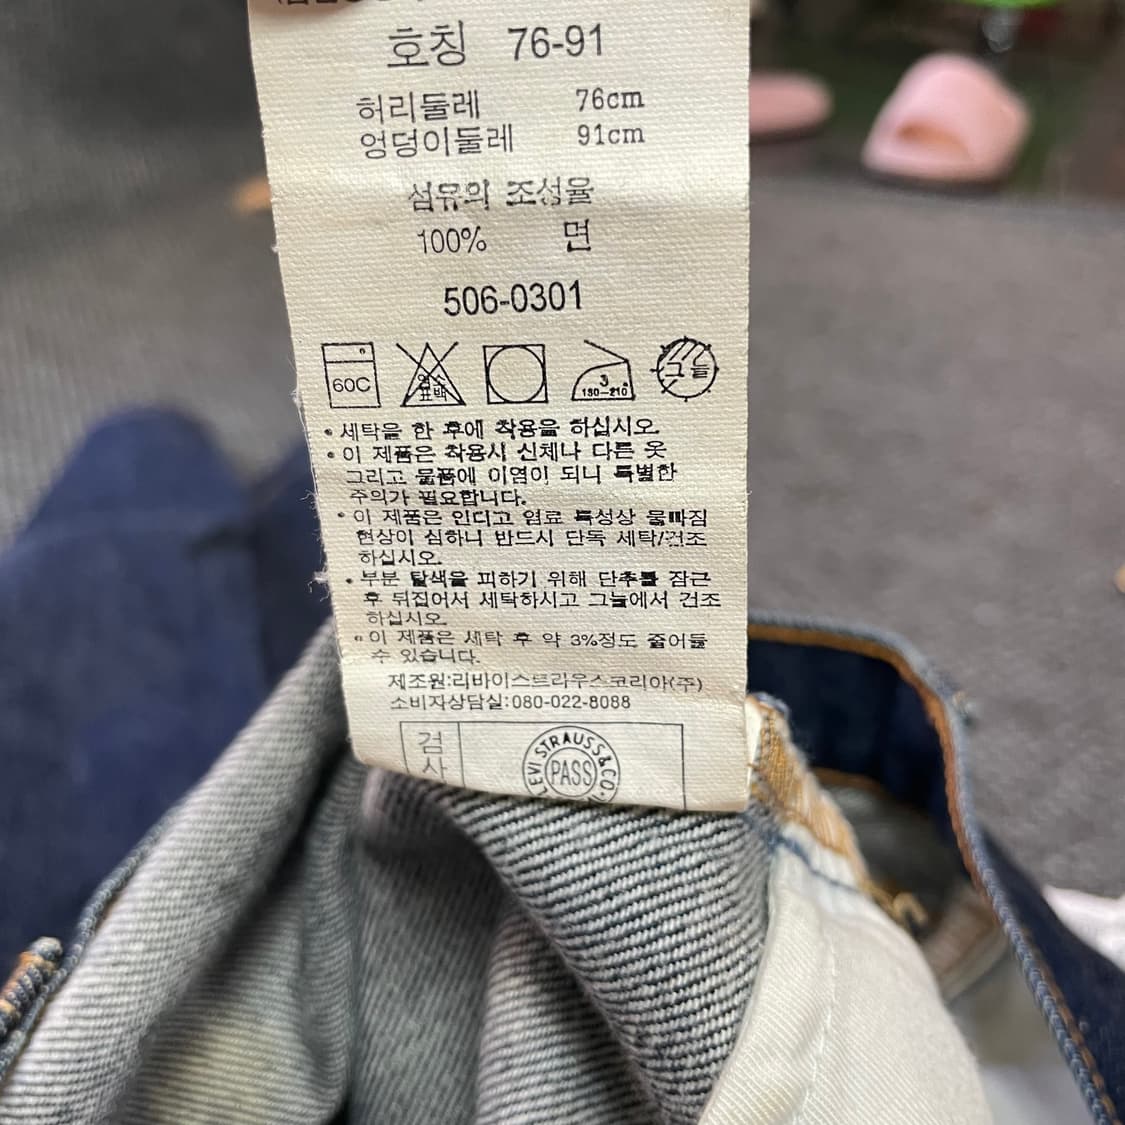 호칭 76-91
허리둘레 76cm
엉덩이둘레 91cm
섬유의 조성율
100% 면
506-0301
60C
염소
표백
3
180-210
그늘
• 세탁을 한 후에 착용을 하십시오.
• 이 제품은 착용시 신체나 다른 옷
그리고 물품에 이염이 되니 특별한
주의가 필요합니다.
• 이 제품은 인디고 염료 특성상 물빠짐
현상이 심하니 반드시 단독 세탁/건조
하십시오.
• 부분 탈색을 피하기 위해 단추를 잠근
후 뒤집어서 세탁하시고 그늘에서 건조
하십시오.
• 이 제품은 세탁 후 약 3%정도 줄어들
수 있습니다.
제조원:리바이스트라우스코리아(주)
소비자상담실:080-022-8088
검
사
LEVI STRAUSS & CO.
PASS